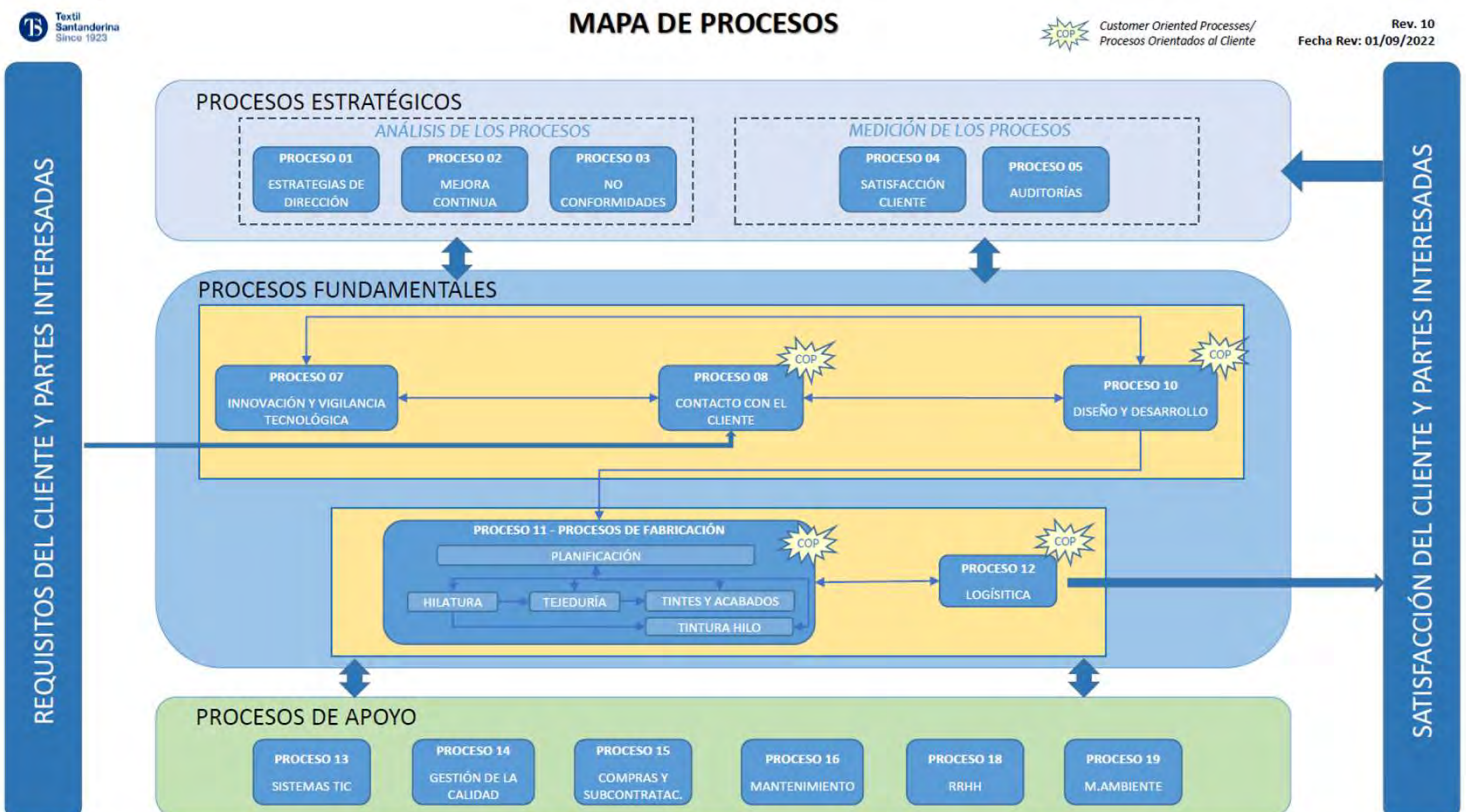 Textil
Santanderina
Since 1923
MAPA DE PROCESOS
COP
Customer Oriented Processes/
Procesos Orientados al Cliente
Rev. 10
Fecha Rev: 01/09/2022
REQUISITOS DEL CLIENTE Y PARTES INTERESADAS
PROCESOS ESTRATÉGICOS
ANÁLISIS DE LOS PROCESOS
PROCESO 01
ESTRATEGIAS DE
DIRECCIÓN
PROCESO 02
MEJORA
CONTINUA
PROCESO 03
NO
CONFORMIDADES
MEDICIÓN DE LOS PROCESOS
PROCESO 04
SATISFACCIÓN
CLIENTE
PROCESO 05
AUDITORÍAS
PROCESOS FUNDAMENTALES
PROCESO 07
INNOVACIÓN Y VIGILANCIA
TECNOLÓGICA
COP
PROCESO 08
CONTACTO CON EL
CLIENTE
COP
PROCESO 10
DISEÑO Y DESARROLLO
PROCESO 11 - PROCESOS DE FABRICACIÓN
COP
PLANIFICACIÓN
HILATURA
TEJEDURÍA
TINTES Y ACABADOS
TINTURA HILO
COP
PROCESO 12
LOGÍSITICA
PROCESOS DE APOYO
PROCESO 13
SISTEMAS TIC
PROCESO 14
GESTIÓN DE LA
CALIDAD
PROCESO 15
COMPRAS Y
SUBCONTRATAC.
PROCESO 16
MANTENIMIENTO
PROCESO 18
RRHH
PROCESO 19
M.AMBIENTE
SATISFACCIÓN DEL CLIENTE Y PARTES INTERESADAS